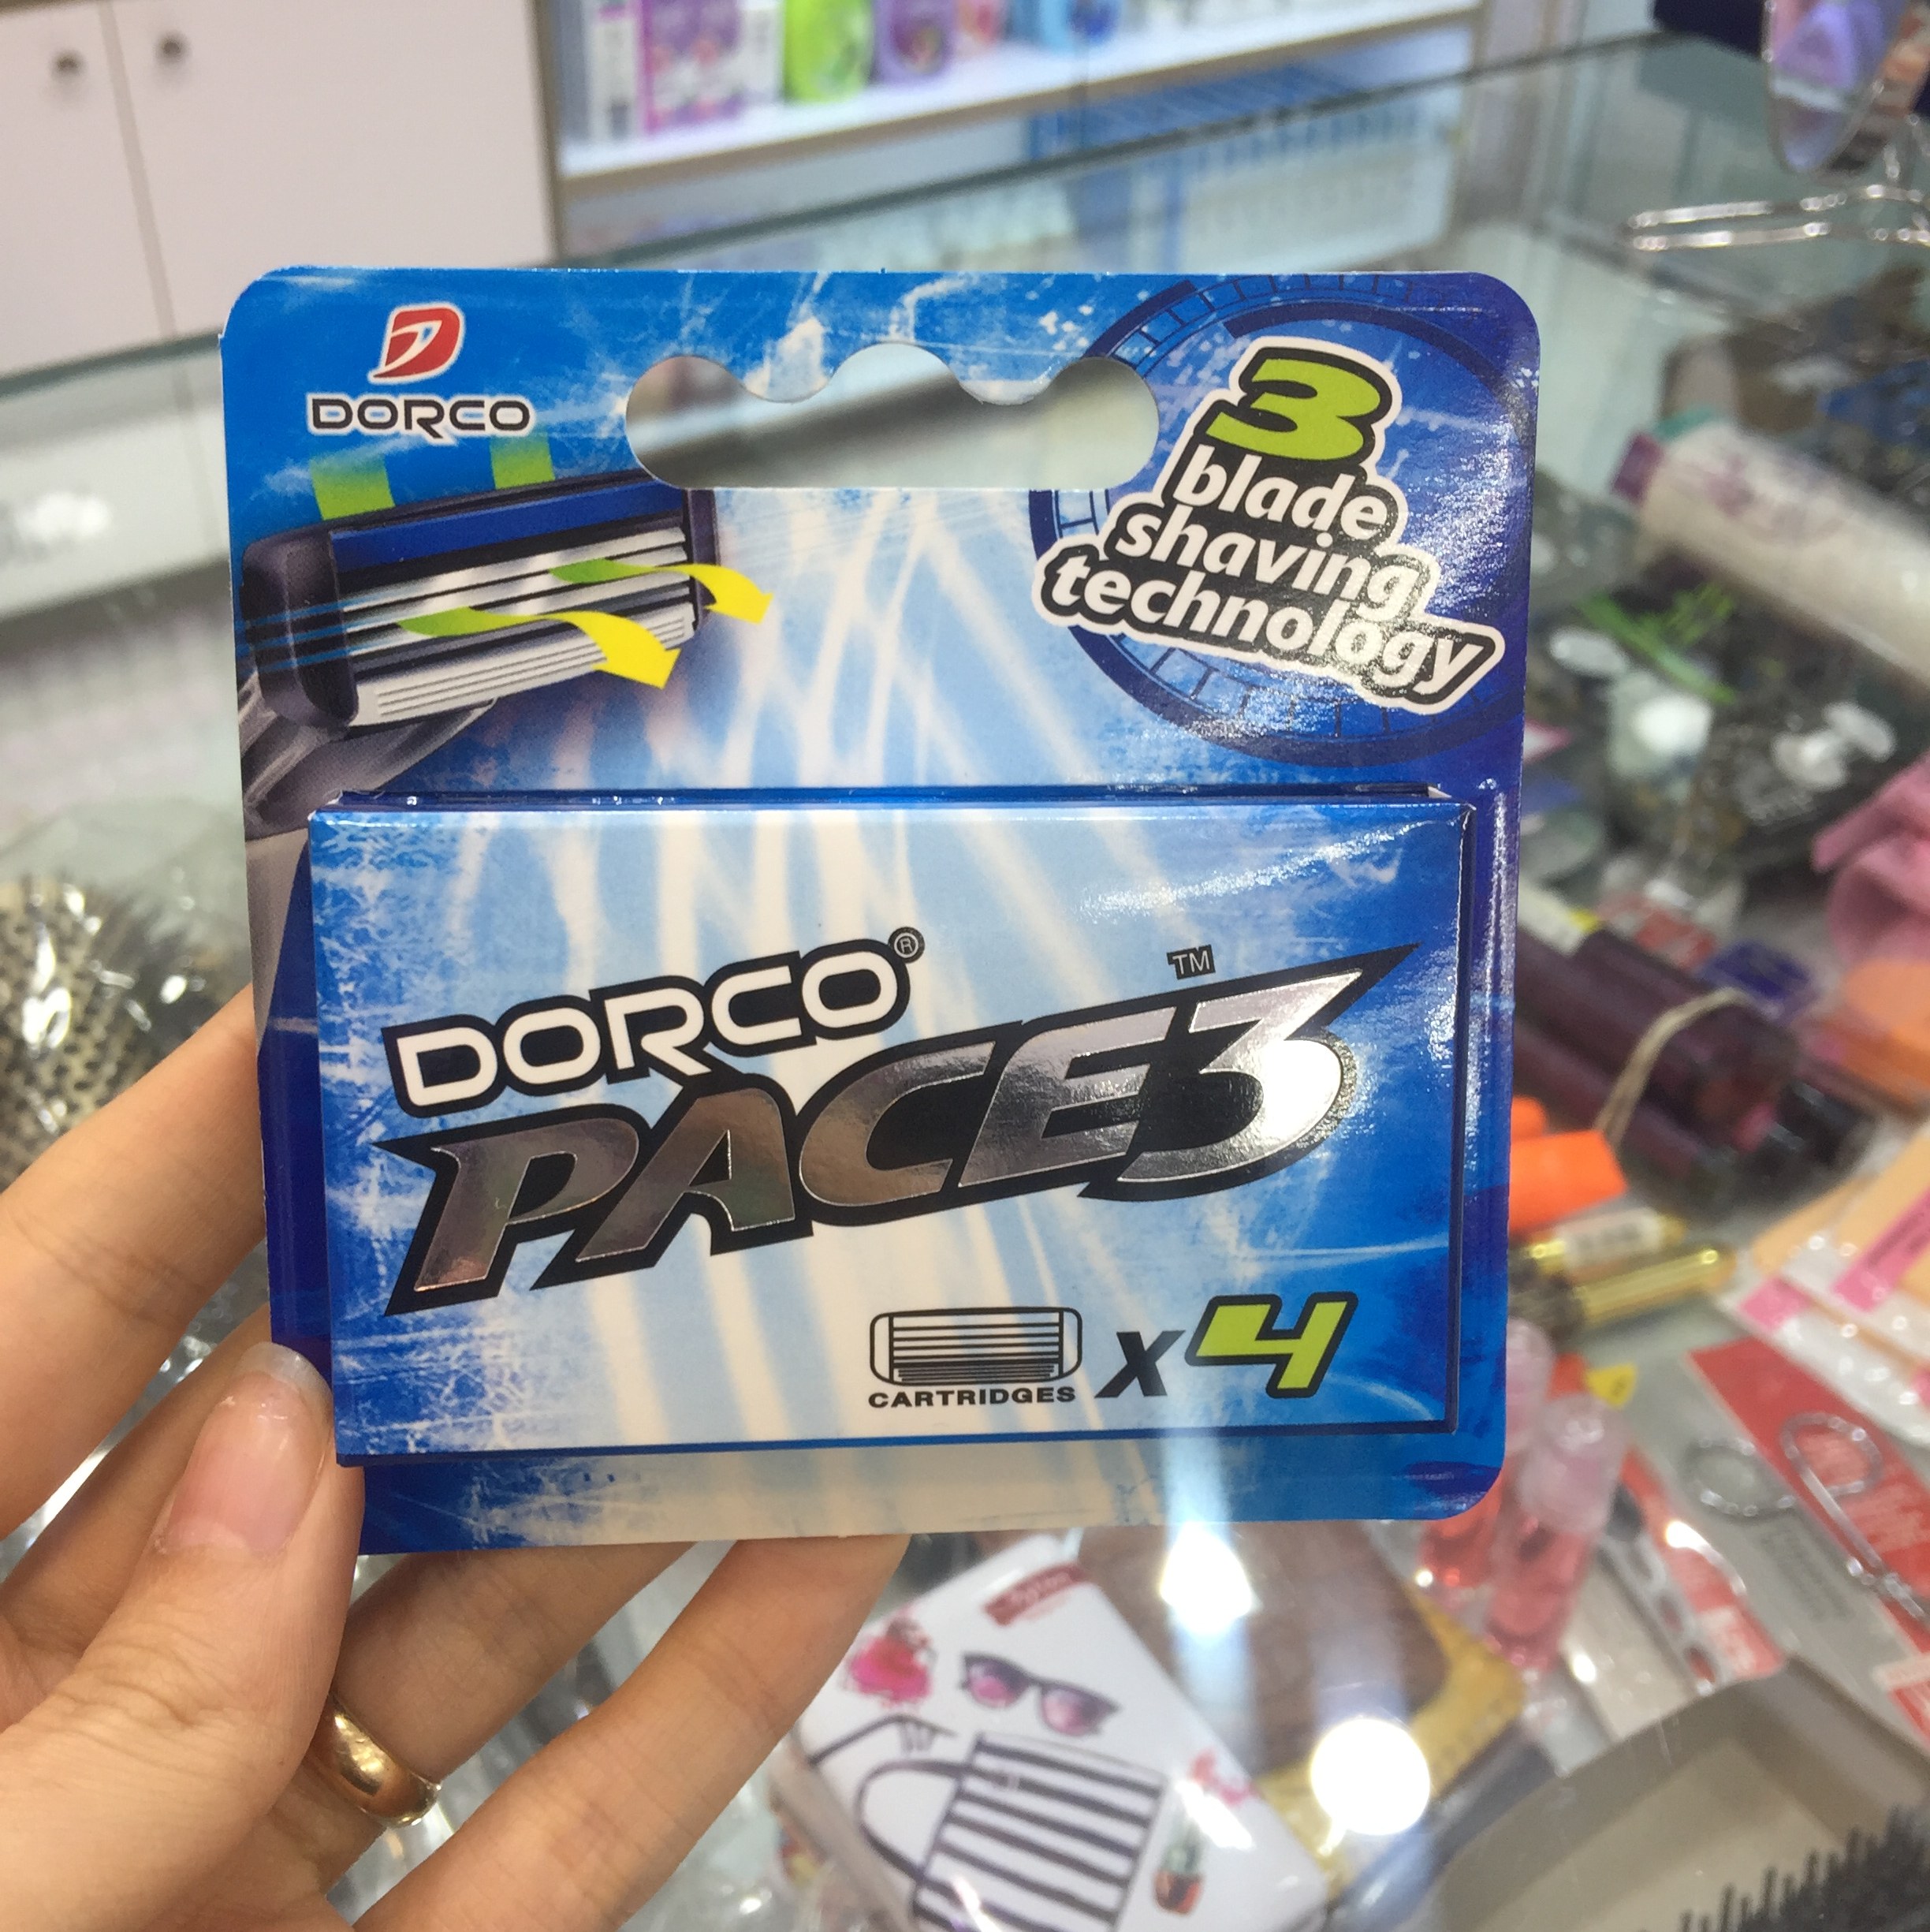 DORCO
3
blade
shaving
technology
DORCO®
PACE3™
CARTRIDGES x4